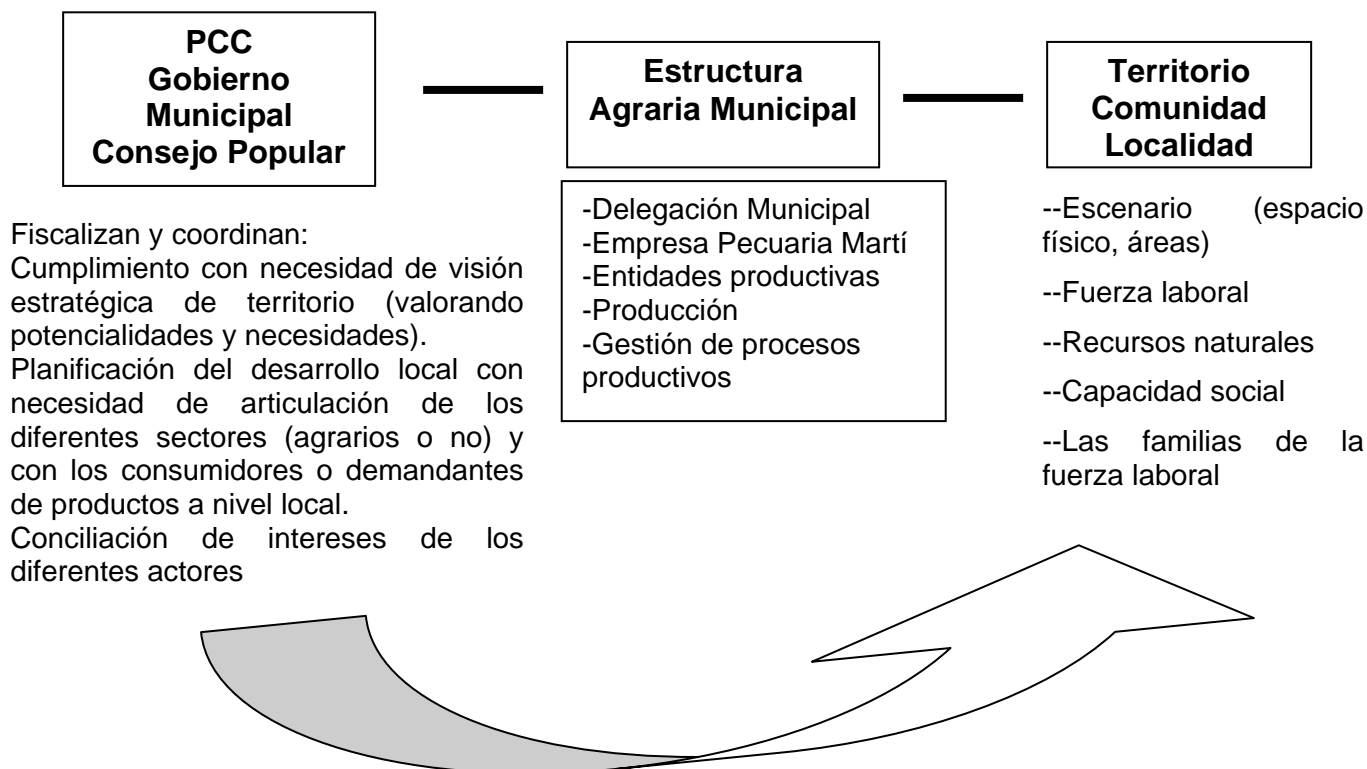 PCC
Gobierno
Municipal
Consejo Popular
Fiscalizan y coordinan:
Cumplimiento con necesidad de visión
estratégica de territorio (valorando
potencialidades y necesidades).
Planificación del desarrollo local con
necesidad de articulación de los
diferentes sectores (agrarios o no) y
con los consumidores o demandantes
de productos a nivel local.
Conciliación de intereses de los
diferentes actores
Estructura
Agraria Municipal
-Delegación Municipal
-Empresa Pecuaria Martí
-Entidades productivas
-Producción
-Gestión de procesos
productivos
Territorio
Comunidad
Localidad
--Escenario (espacio
físico, áreas)
--Fuerza laboral
--Recursos naturales
--Capacidad social
--Las familias de la
fuerza laboral